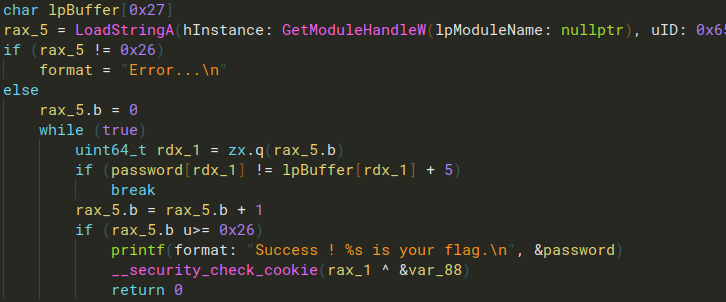 char lpBuffer[0x27]
rax_5 = LoadStringA(hInstance: GetModuleHandleW(lpModuleName: nullptr), uID: 0x65
if (rax_5 != 0x26)
format = "Error...\n"
else
rax_5.b = 0
while (true)
uint64_t rdx_1 = zx.q(rax_5.b)
if (password[rdx_1] != lpBuffer[rdx_1] + 5)
break
rax_5.b = rax_5.b + 1
if (rax_5.b u>= 0x26)
printf(format: "Success ! %s is your flag.\n", &password)
__security_check_cookie(rax_1 ^ &var_88)
return 0